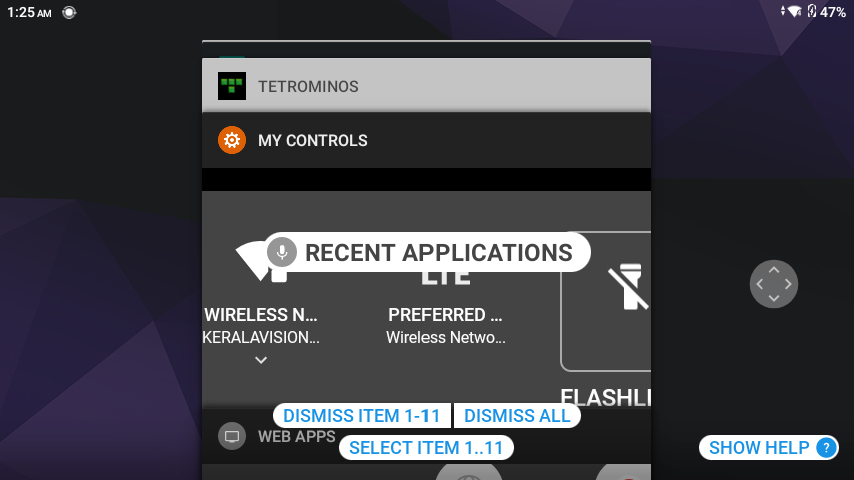 1:25 AM
47%
TETROMINOS
MY CONTROLS
RECENT APPLICATIONS
LTE
WIRELESS N... PREFERRED ...
KERALAVISION... Wireless Netwo...
FLASHLI
DISMISS ITEM 1-11 DISMISS ALL
WEB APPS
SELECT ITEM 1..11
SHOW HELP ?